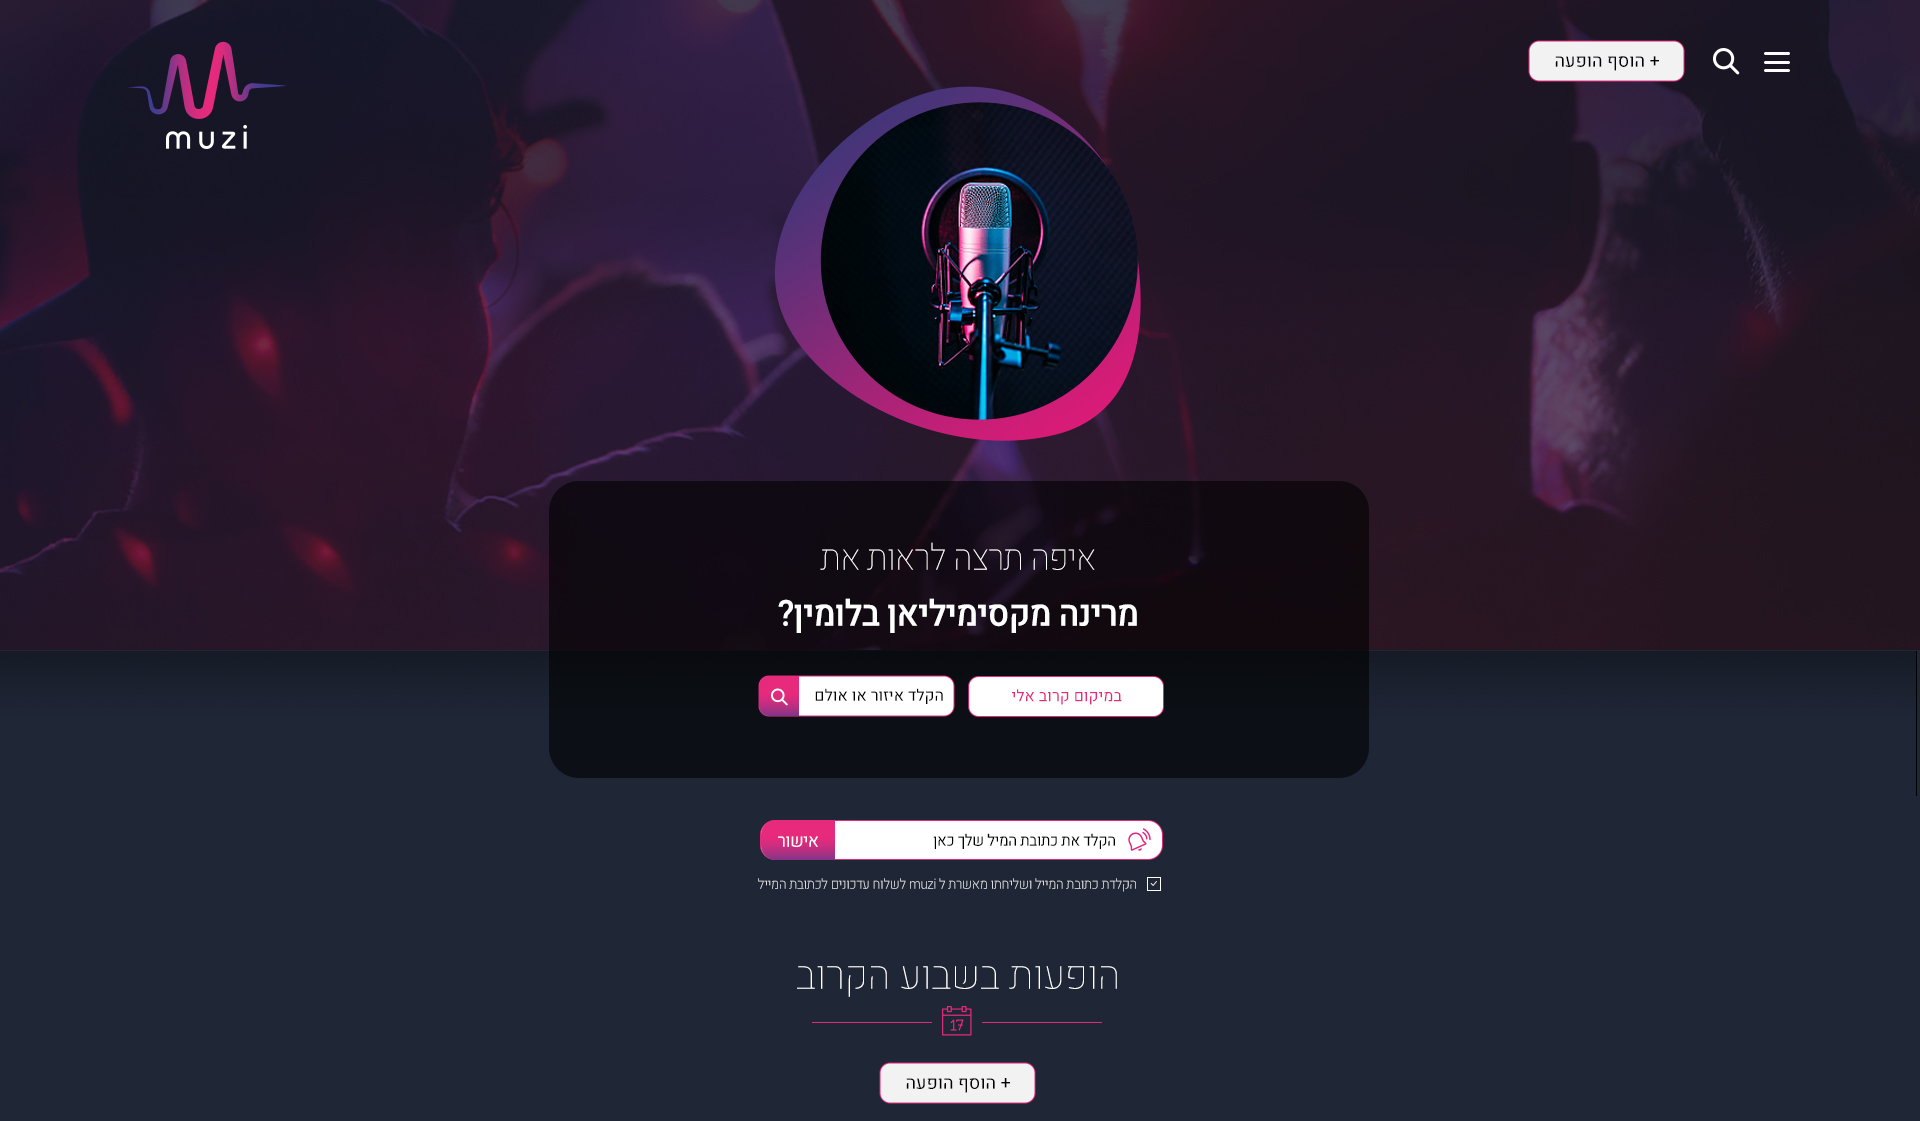 muzi
+ הוסף הופעה
איפה תרצה לראות את
מרינה מקסימיליאן בלומין?
במיקום קרוב אלי
הקלד איזור או אולם
הקלד את כתובת המיל שלך כאן
אישור
הקלדת כתובת המייל ושליחתו מאשרת ל muzi לשלוח עדכונים לכתובת המייל
הופעות בשבוע הקרוב
17
+ הוסף הופעה